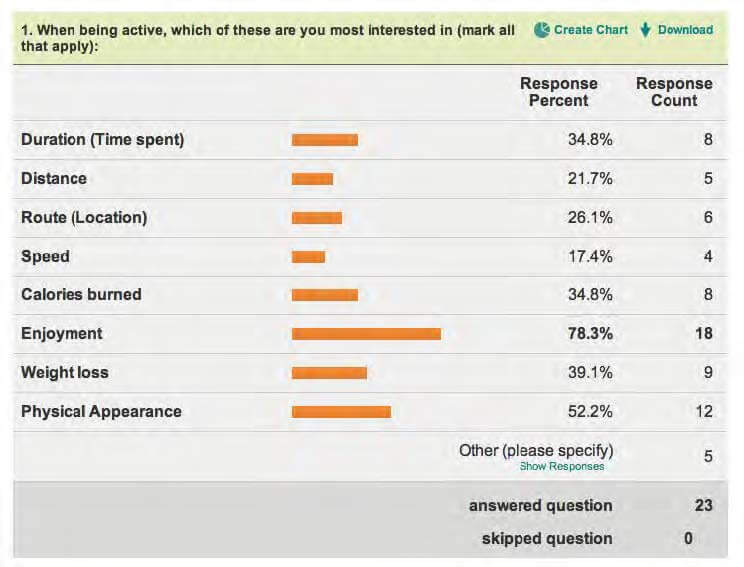 1. When being active, which of these are you most interested in (mark all
that apply):
Create Chart Download
Response
Percent
Response
Count
Duration (Time spent) 34.8% 8
Distance 21.7% 5
Route (Location) 26.1% 6
Speed 17.4% 4
Calories burned 34.8% 8
Enjoyment 78.3% 18
Weight loss 39.1% 9
Physical Appearance 52.2% 12
Other (please specify) 5
Show Responses
answered question 23
skipped question 0